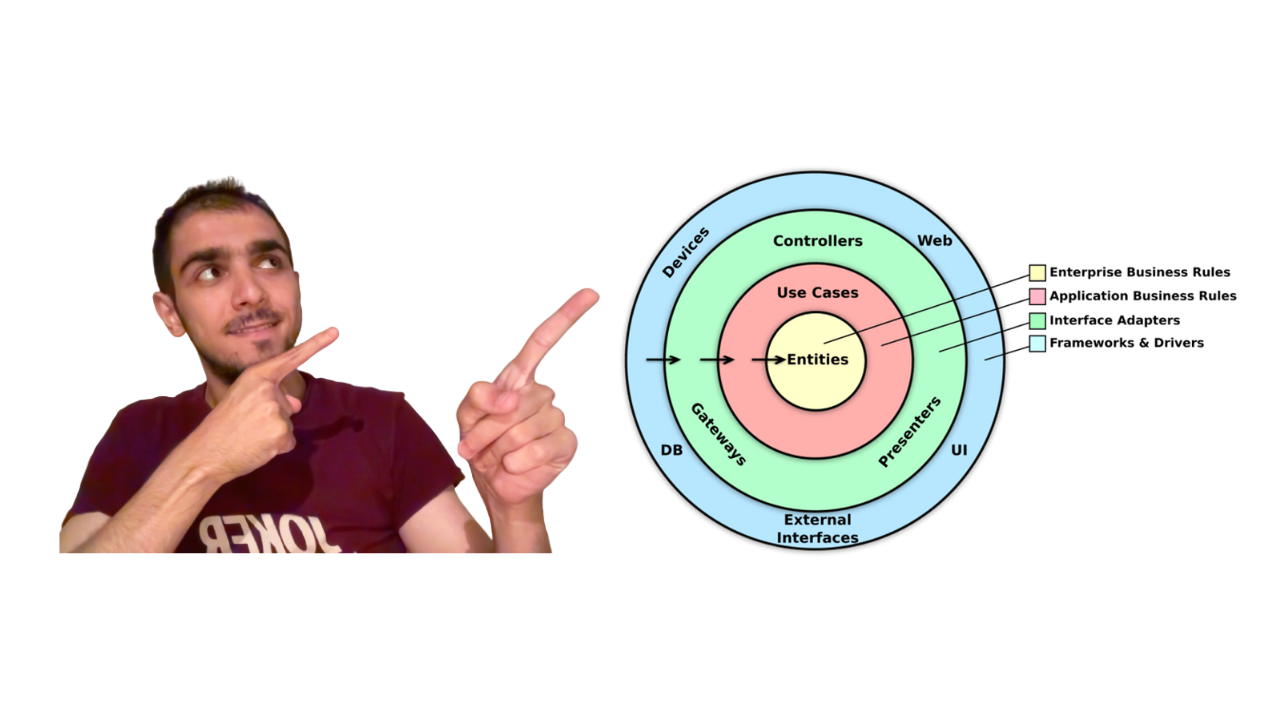 JOKER
Devices
Controllers
Web
Use Cases
Entities
Gateways
Presenters
DB
UI
External
Interfaces
Enterprise Business Rules
Application Business Rules
Interface Adapters
Frameworks & Drivers